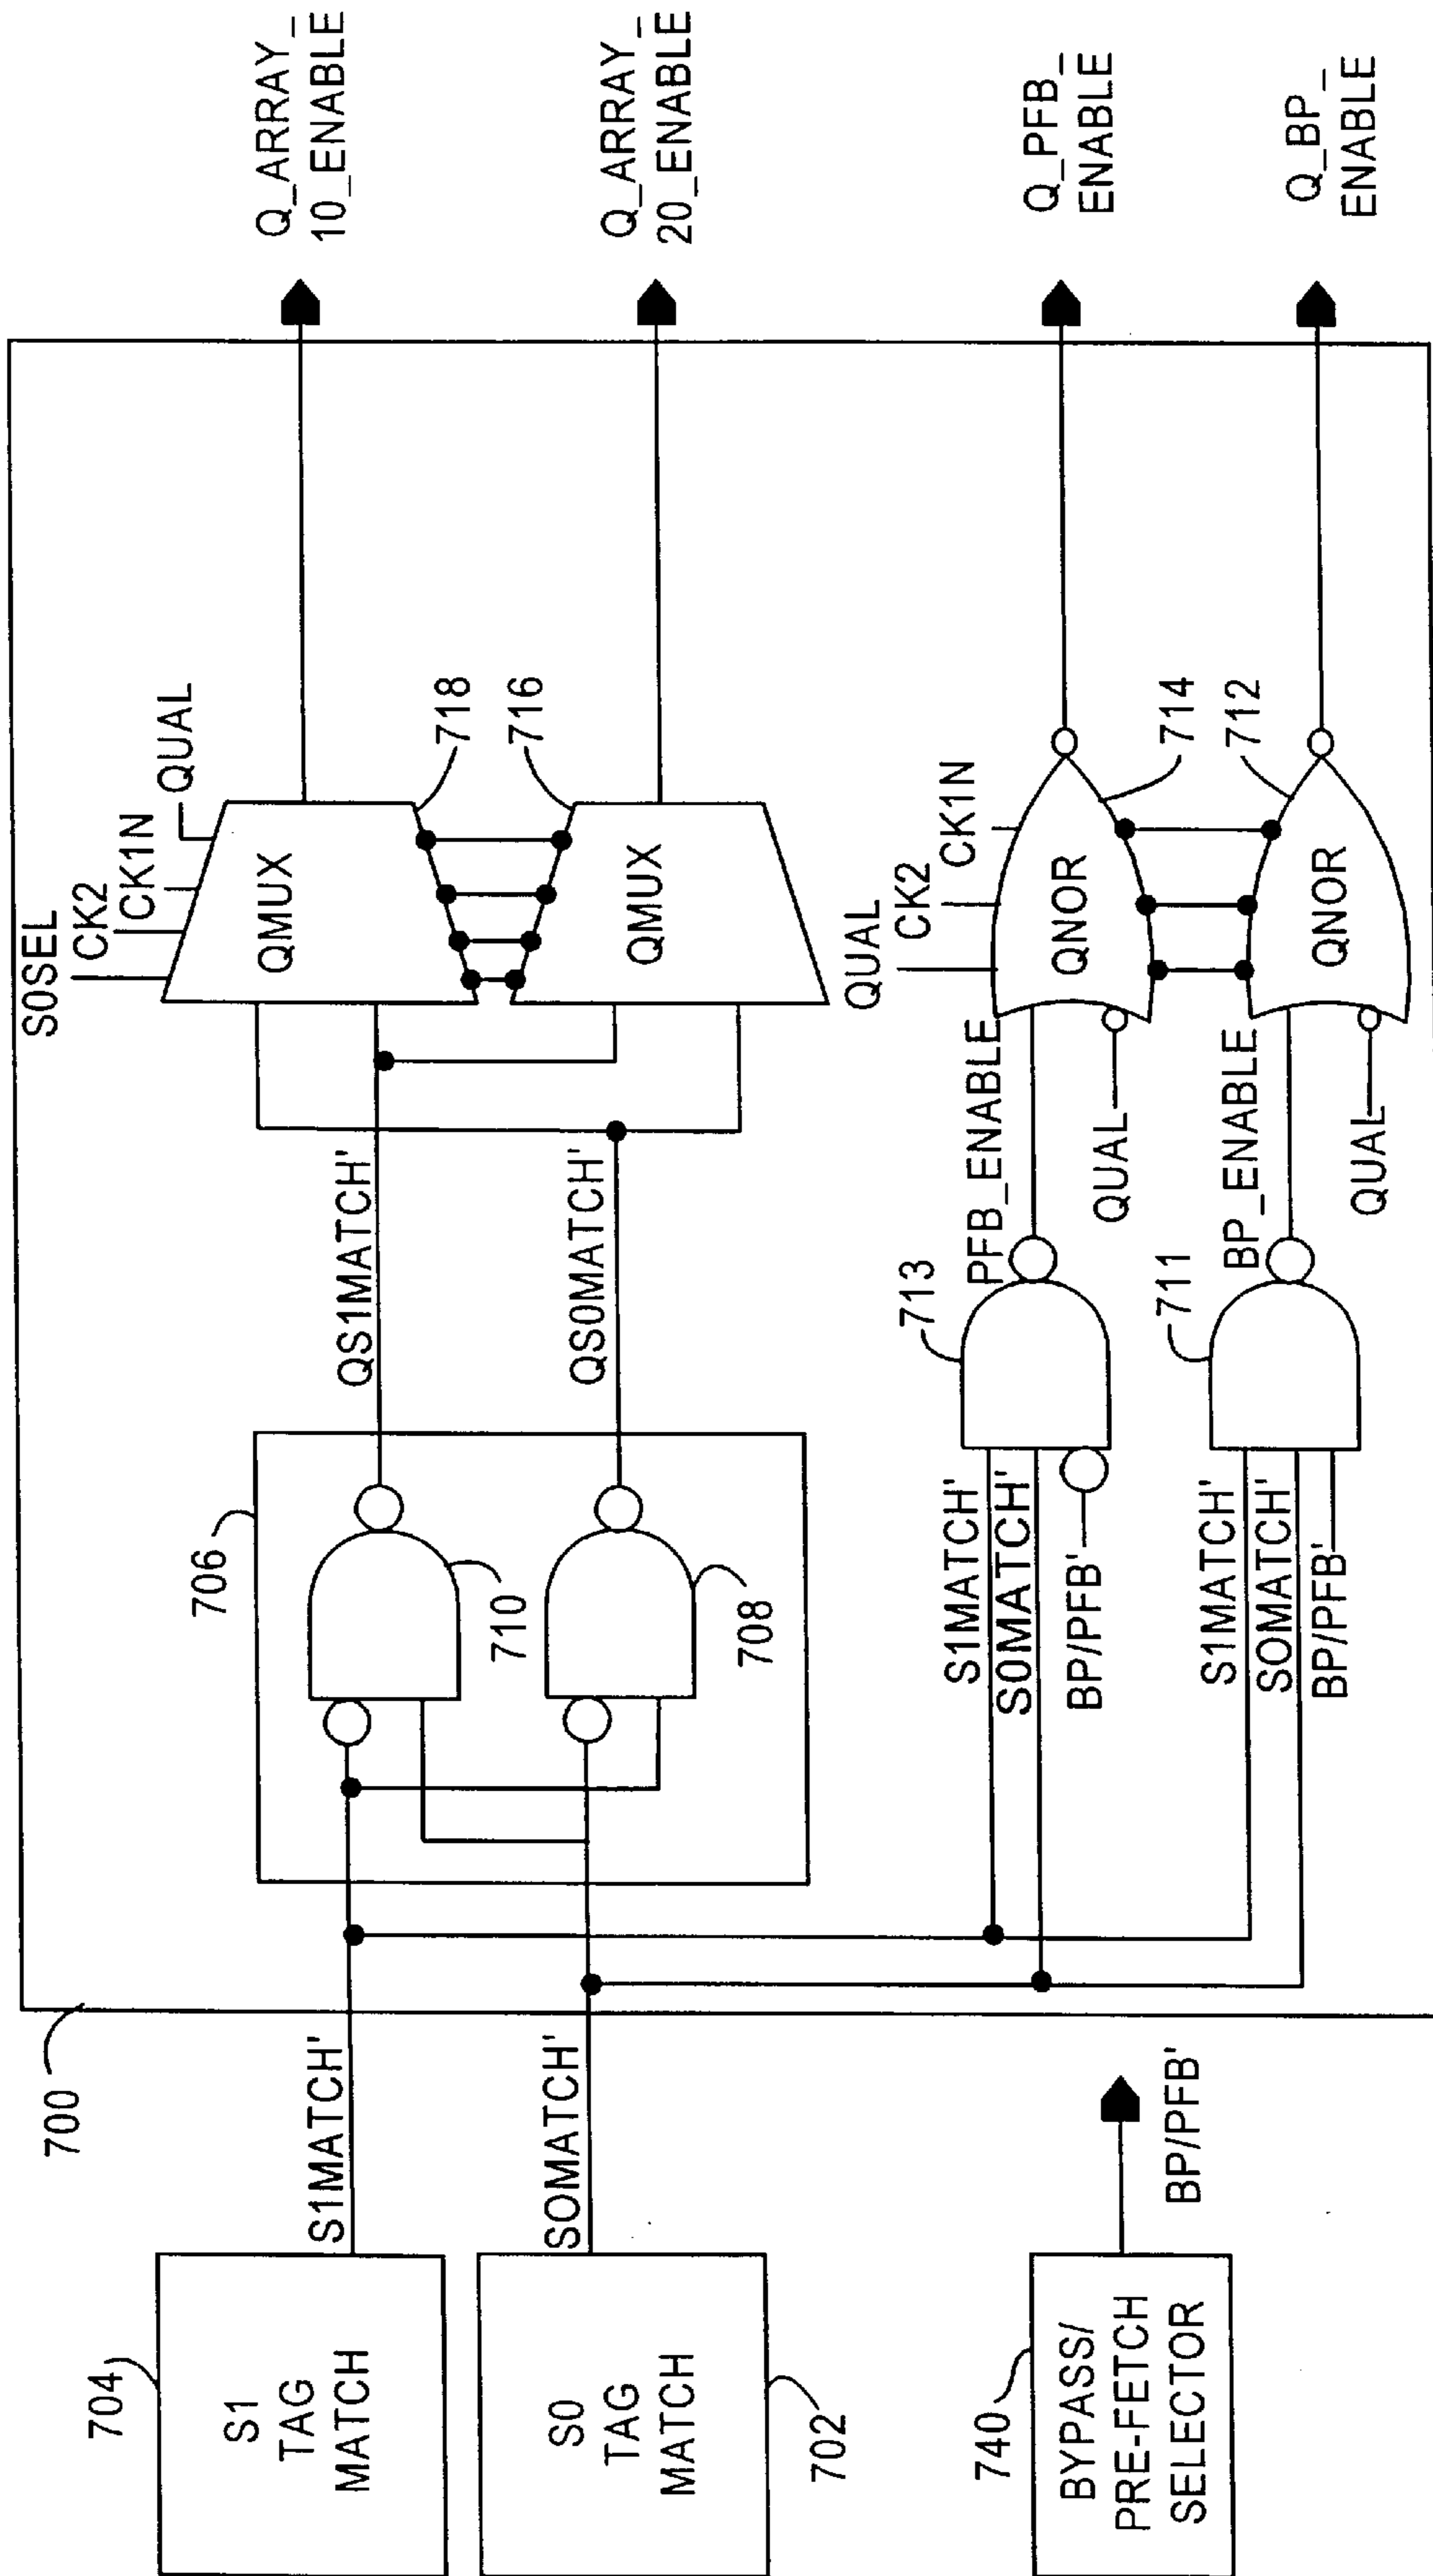 704
S1
TAG
MATCH
S0
TAG
MATCH
702
740
BYPASS/
PRE-FETCH
SELECTOR
700
S1MATCH'
SOMATCH'
BP/PFB'
706
710
708
QS1MATCH'
QS0MATCH'
S1MATCH'
S0MATCH'
BP/PFB'
713
PFB_ENABLE
QUAL
S1MATCH'
SOMATCH'
BP/PFB'
711
BP_ENABLE
QUAL
S0SEL
CK2
CK1N
QUAL
QMUX
718
716
QMUX
QUAL
CK2
CK1N
QNOR
714
712
QNOR
Q_ARRAY_
10_ENABLE
Q_ARRAY_
20_ENABLE
Q_PFB_
ENABLE
Q_BP_
ENABLE